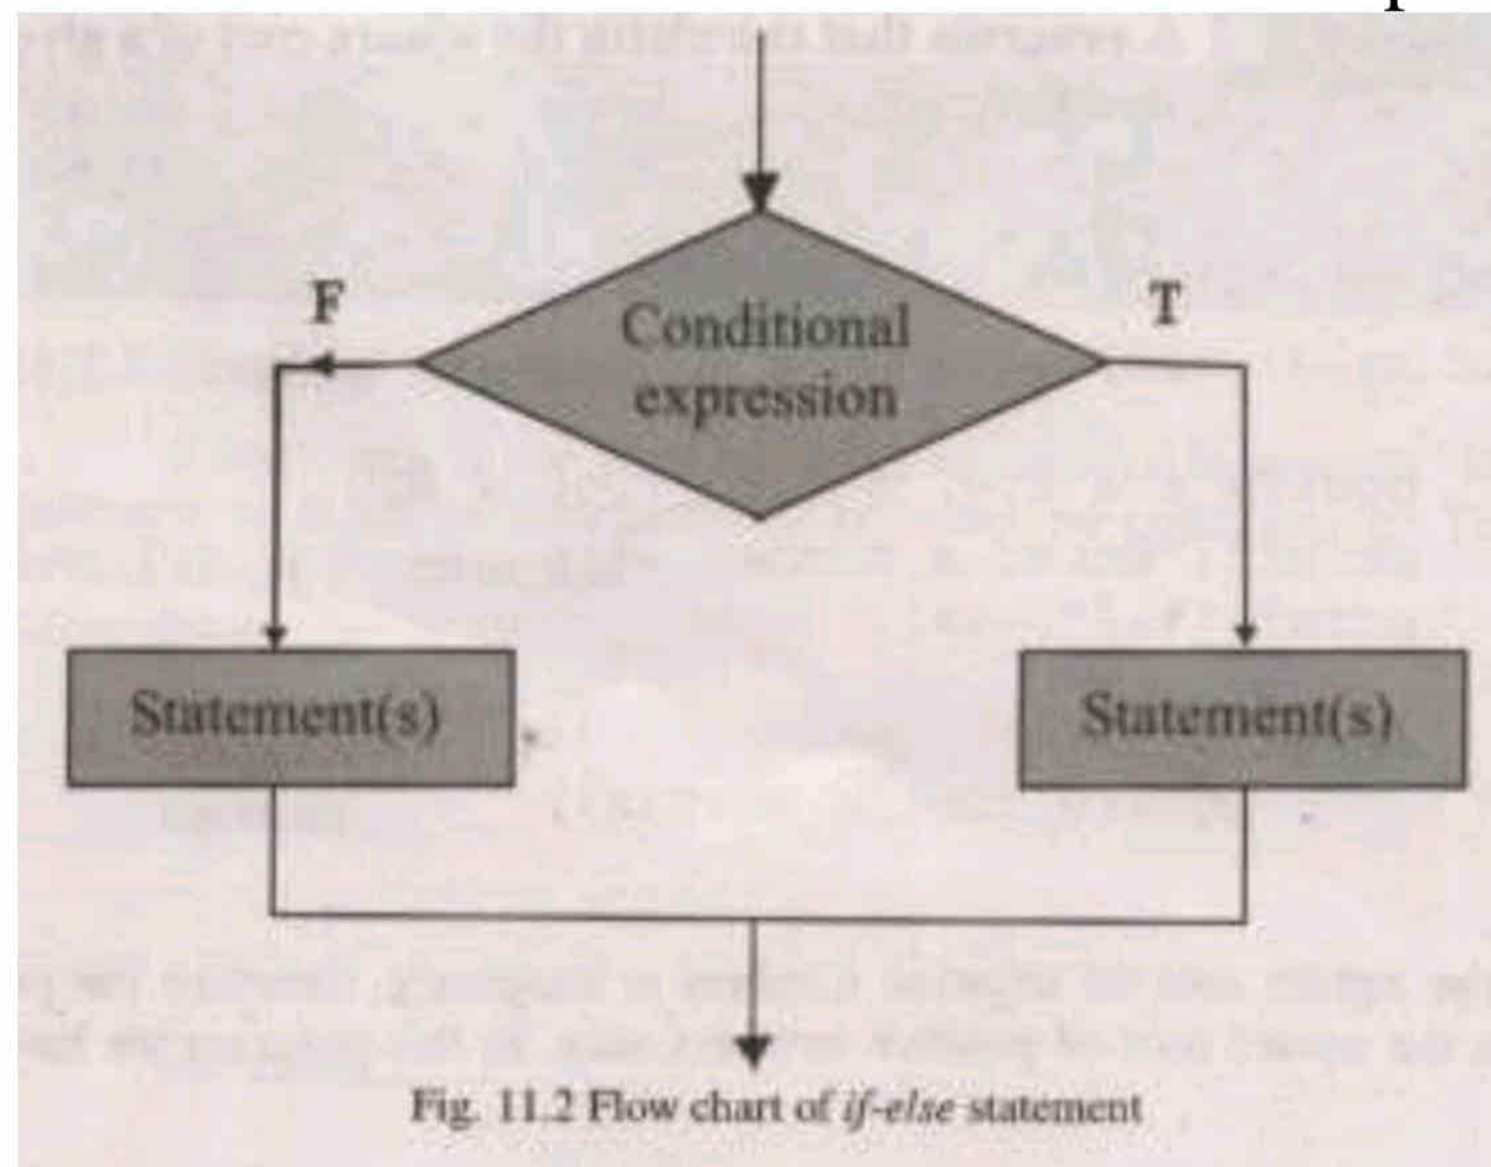 F
T
Conditional
expression
Statement(s)
Statement(s)
Fig. 11.2 Flow chart of if-else statement